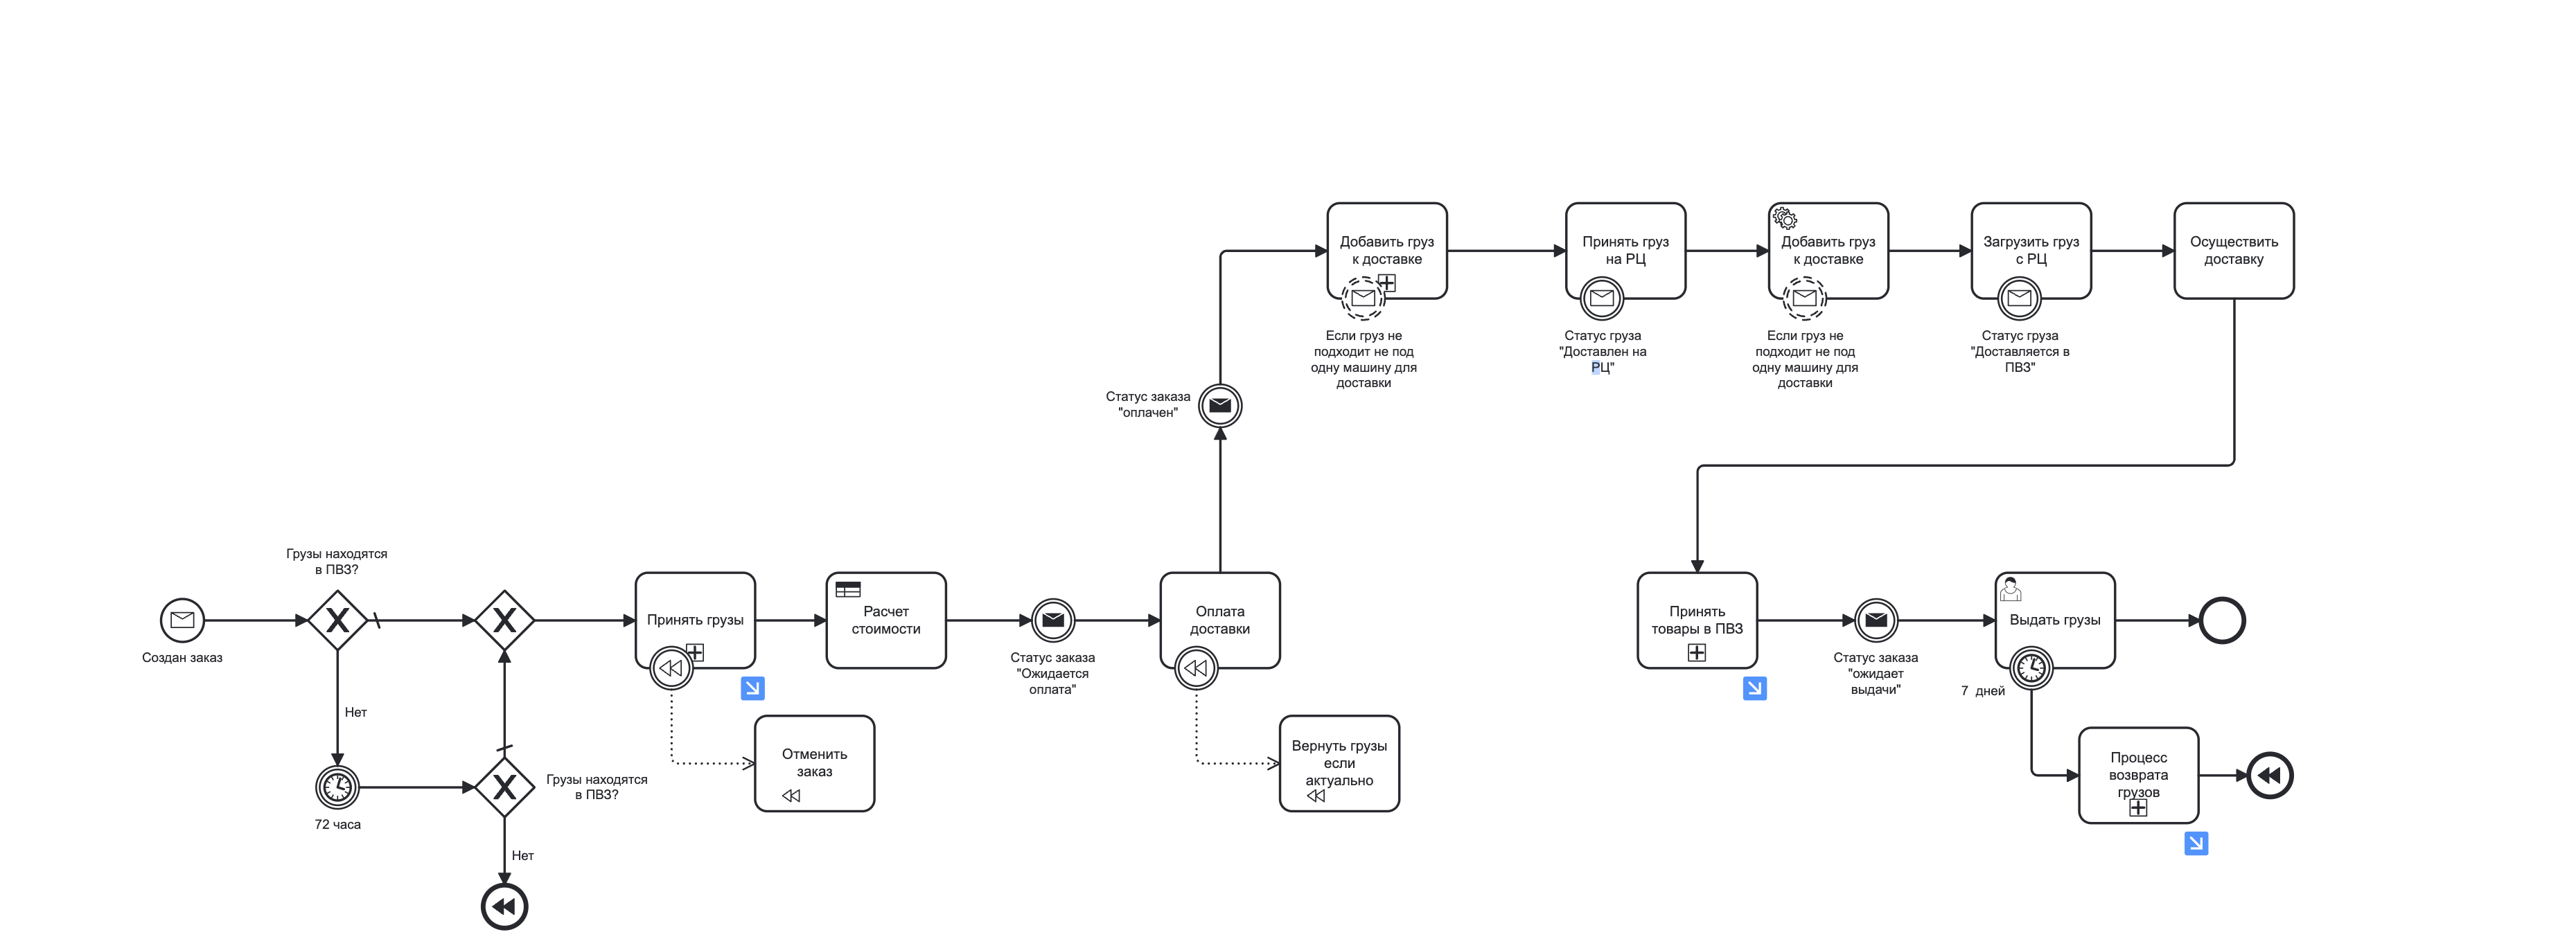 Добавить груз
к доставке
Если груз не
подходит не под
одну машину для
доставки
Принять груз
на РЦ
Статус груза
"Доставлен на
РЦ"
Добавить груз
к доставке
Если груз не
подходит не под
одну машину для
доставки
Загрузить груз
с РЦ
Статус груза
"Доставляется в
ПВЗ"
Осуществить
доставку
Статус заказа
"оплачен"
Создан заказ
Грузы находятся
в ПВЗ?
Нет
72 часа
Грузы находятся
в ПВЗ?
Нет
Принять грузы
Отменить
заказ
Расчет
стоимости
Статус заказа
"Ожидается
оплата"
Оплата
доставки
Вернуть грузы
если
актуально
Принять
товары в ПВЗ
Статус заказа
"ожидает
выдачи"
Выдать грузы
7 дней
Процесс
возврата
грузов